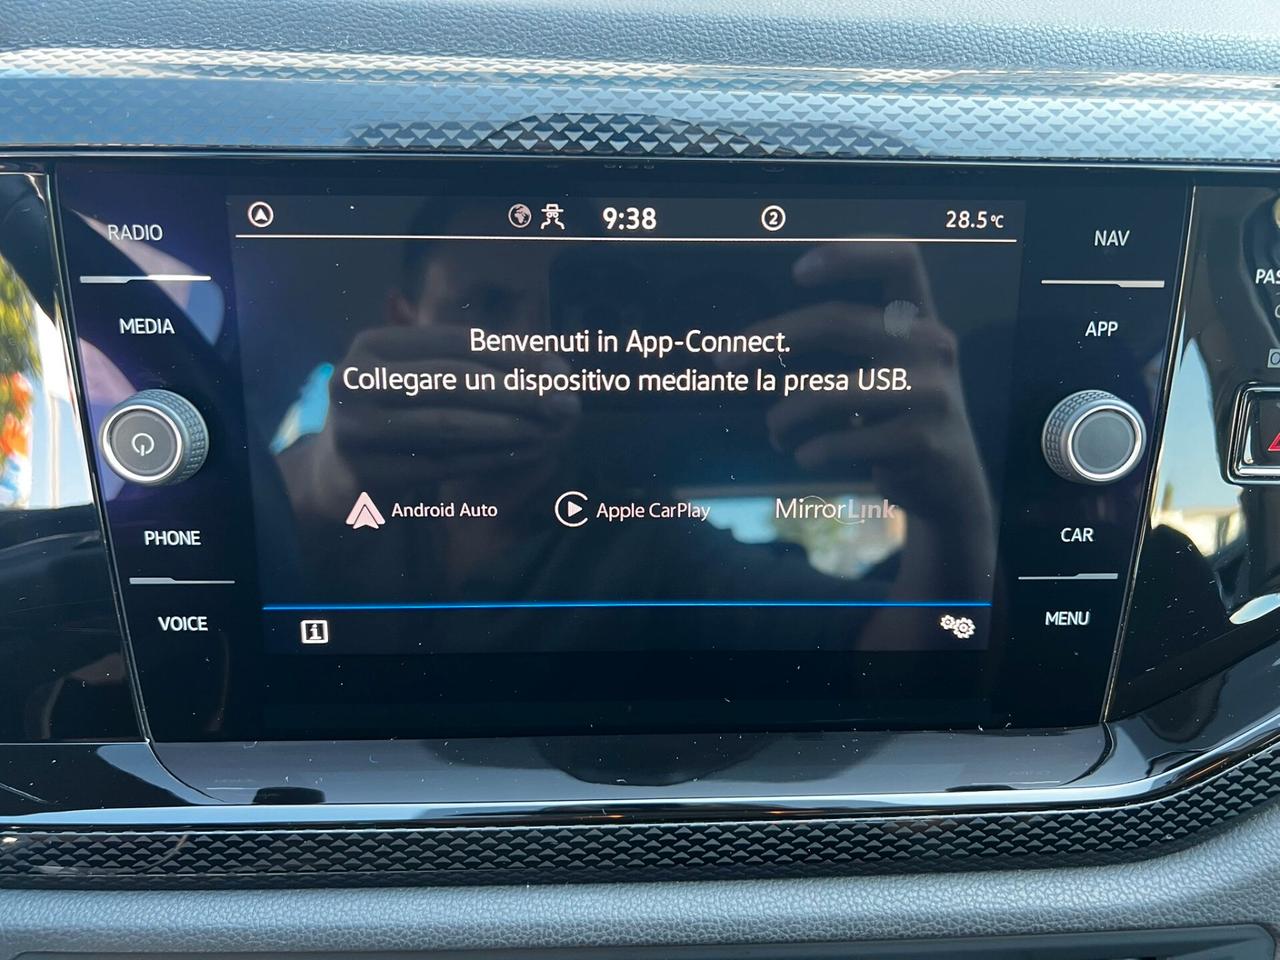 RADIO
MEDIA
PHONE
VOICE
9:38
2
28.5°C
Benvenuti in App-Connect.
Collegare un dispositivo mediante la presa USB.
Android Auto
Apple CarPlay
MirrorLink
i
NAV
APP
CAR
MENU